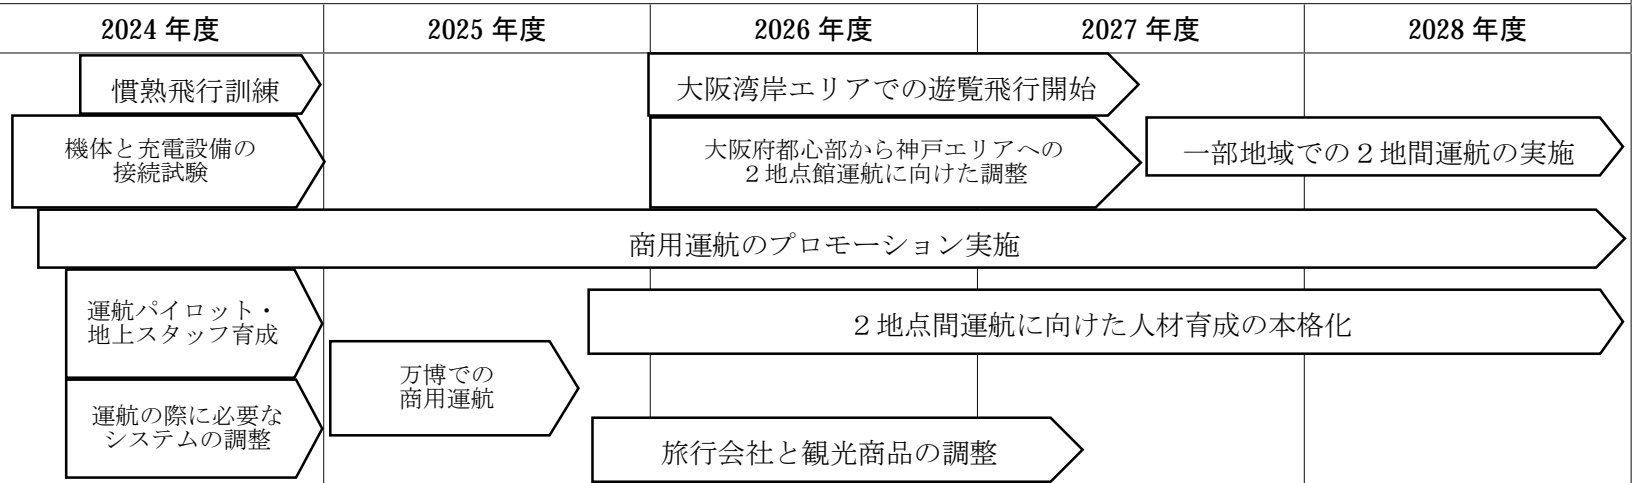 2024 年度
2025 年度
2026 年度
2027 年度
2028 年度
慣熟飛行訓練
大阪湾岸エリアでの遊覧飛行開始
機体と充電設備の
接続試験
大阪府都心部から神戸エリアへの
２地点館運航に向けた調整
一部地域での２地間運航の実施
商用運航のプロモーション実施
運航パイロット・
地上スタッフ育成
２地点間運航に向けた人材育成の本格化
万博での
商用運航
運航の際に必要な
システムの調整
旅行会社と観光商品の調整